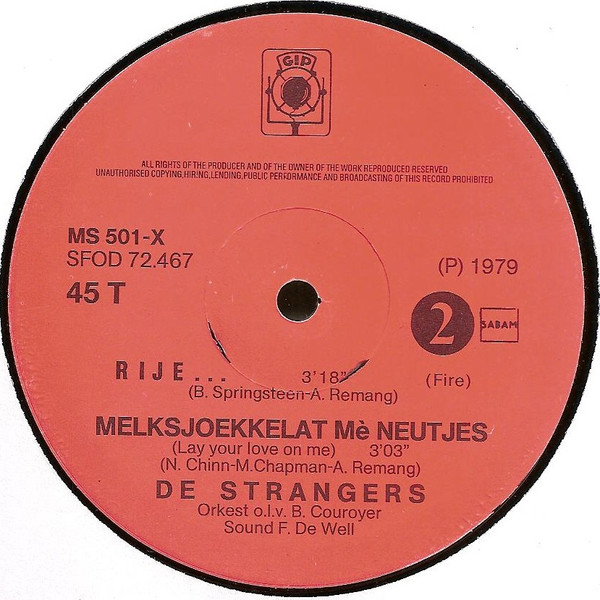 GIP
ALL RIGHTS OF THE PRODUCER AND OF THE OWNER OF THE WORK REPRODUCED RESERVED
UNAUTHORISED COPYING,HIRING,LENDING,PUBLIC PERFORMANCE AND BROADCASTING OF THIS RECORD PROHIBITED
MS 501-X
SFOD 72.467
45 T
(P) 1979
2
SABAM
(Fire)
RIJE... 3'18"
(B. Springsteen-A. Remang)
MELKSJOEKKELAT Mè NEUTJES
(Lay your love on me) 3'03"
(N. Chinn-M.Chapman-A. Remang)
DE STRANGERS
Orkest o.l.v. B. Couroyer
Sound F. De Well